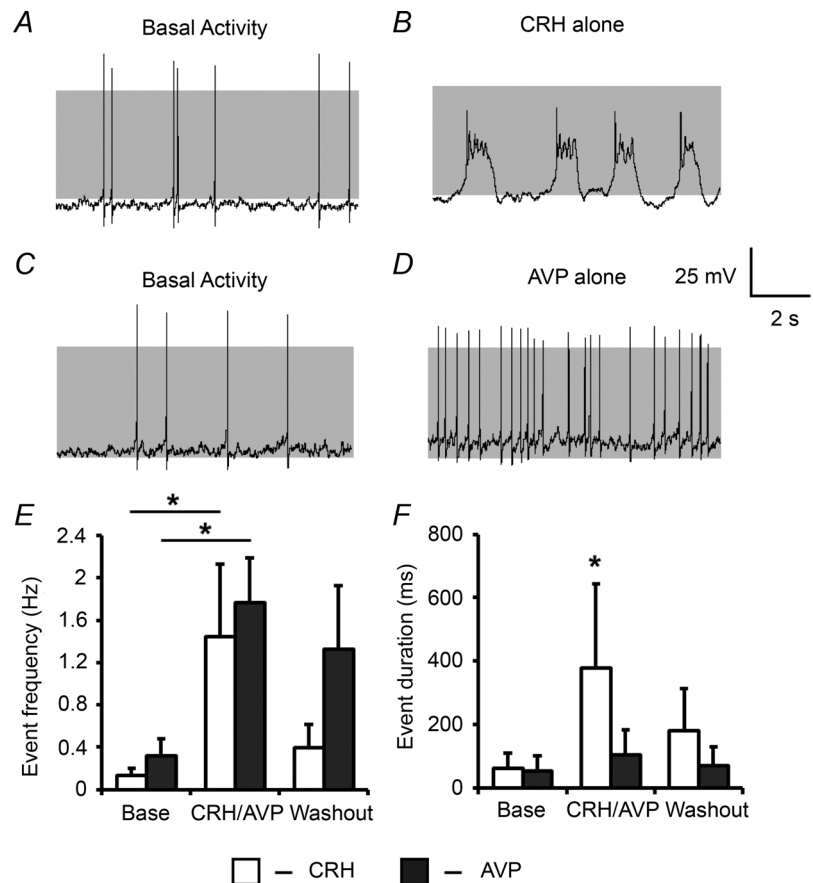 A
Basal Activity
B
CRH alone
C
Basal Activity
D
AVP alone
25 mV
2 s
E
*
*
2.4
2
1.6
1.2
0.8
0.4
0
Event frequency (Hz)
Base
CRH/AVP
Washout
F
*
800
600
400
200
0
Event duration (ms)
Base
CRH/AVP
Washout
– CRH
– AVP